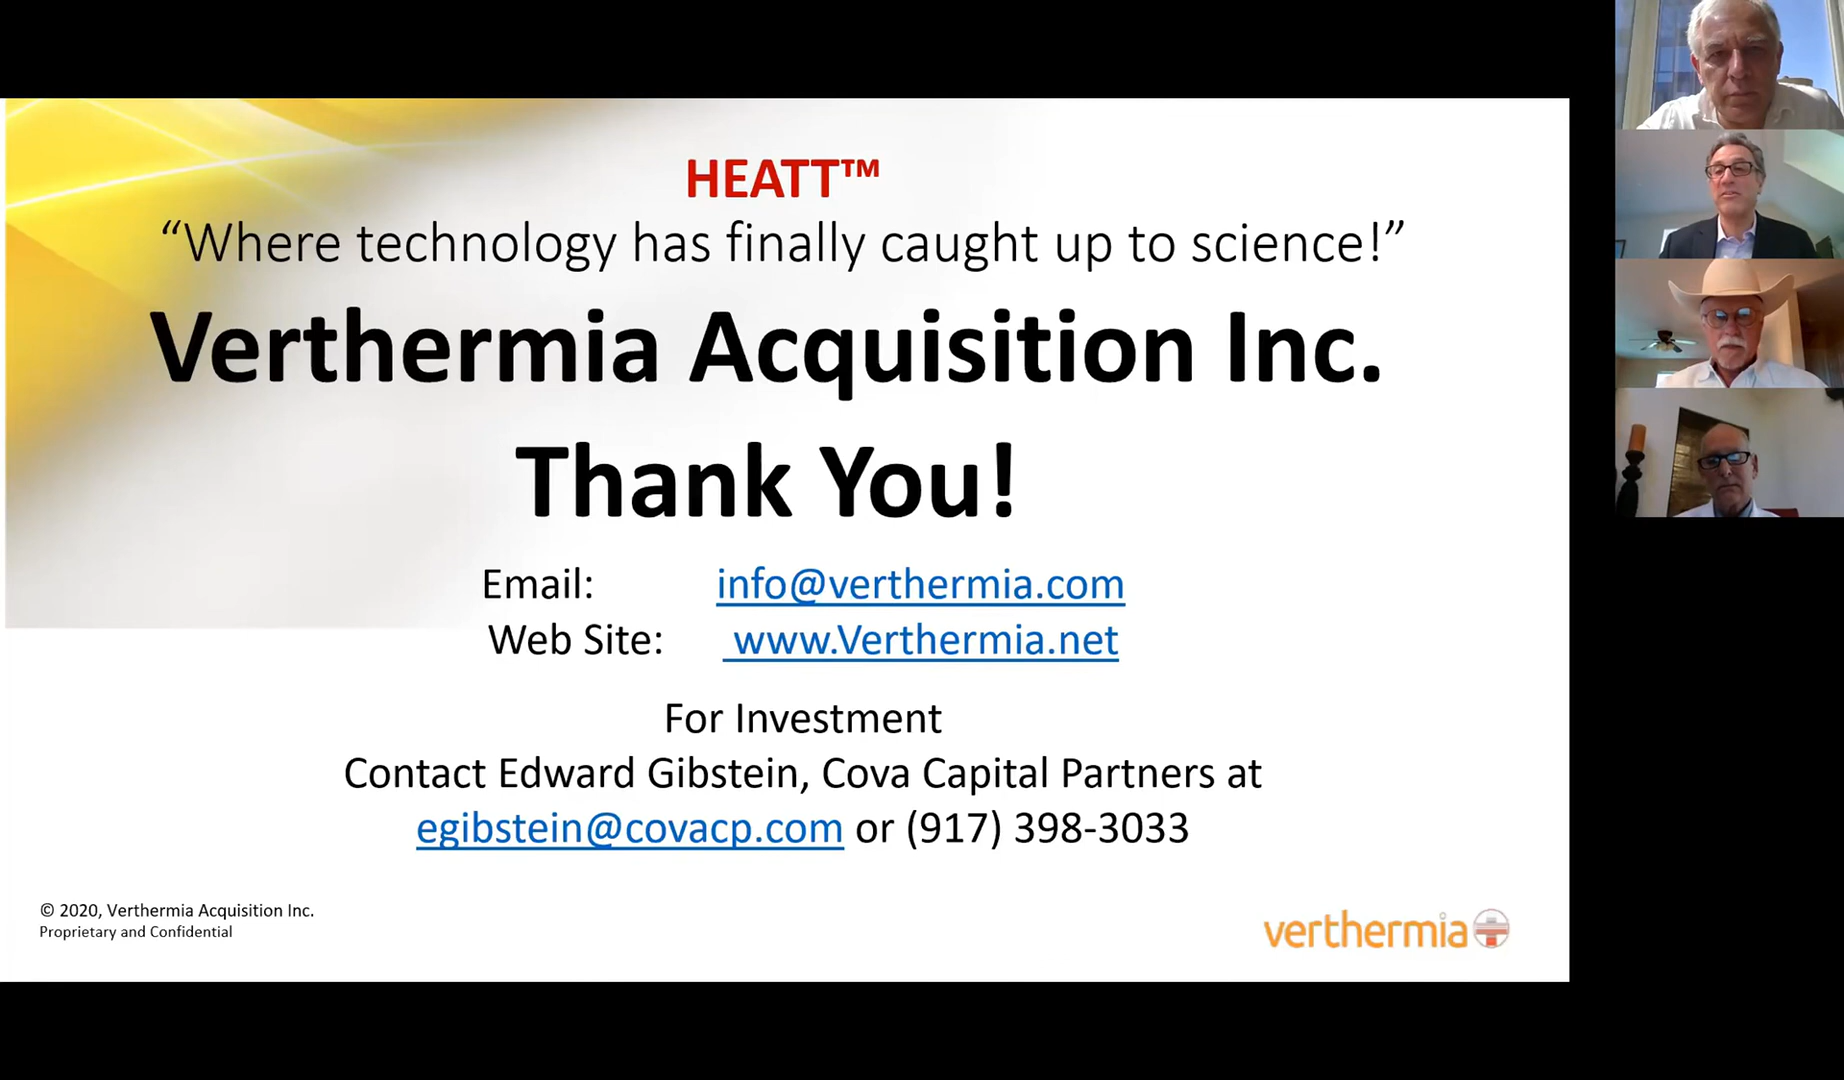 HEATT™
“Where technology has finally caught up to science!”
Verthermia Acquisition Inc.
Thank You!
Email: info@verthermia.com
Web Site: www.Verthermia.net
For Investment
Contact Edward Gibstein, Cova Capital Partners at
egibstein@covacp.com or (917) 398-3033
© 2020, Verthermia Acquisition Inc.
Proprietary and Confidential
verthermia